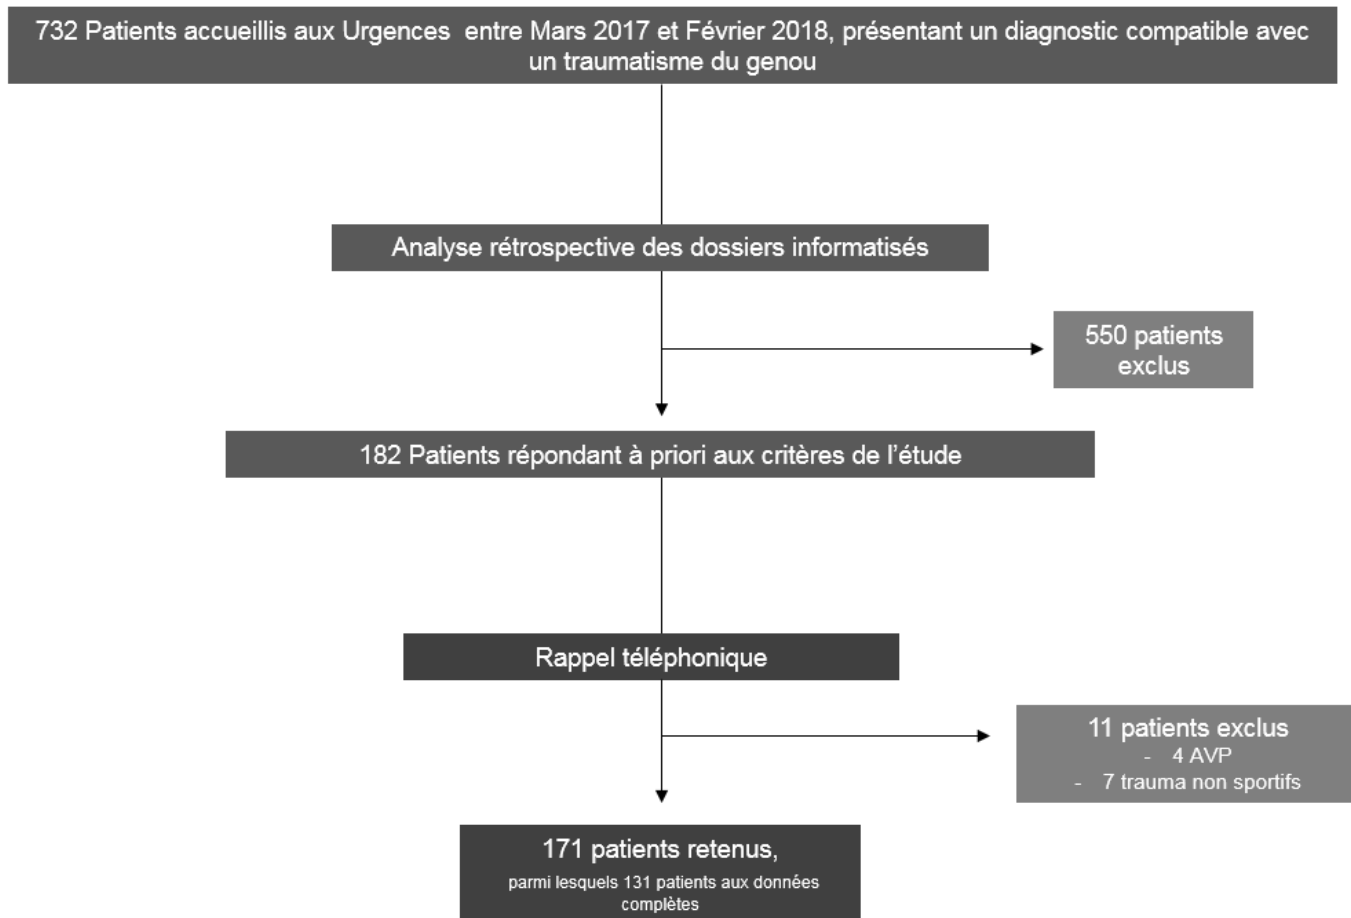 732 Patients accueillis aux Urgences entre Mars 2017 et Février 2018, présentant un diagnostic compatible avec
un traumatisme du genou
Analyse rétrospective des dossiers informatisés
550 patients
exclus
182 Patients répondant à priori aux critères de l'étude
Rappel téléphonique
11 patients exclus
- 4 AVP
- 7 trauma non sportifs
171 patients retenus,
parmi lesquels 131 patients aux données
complètes